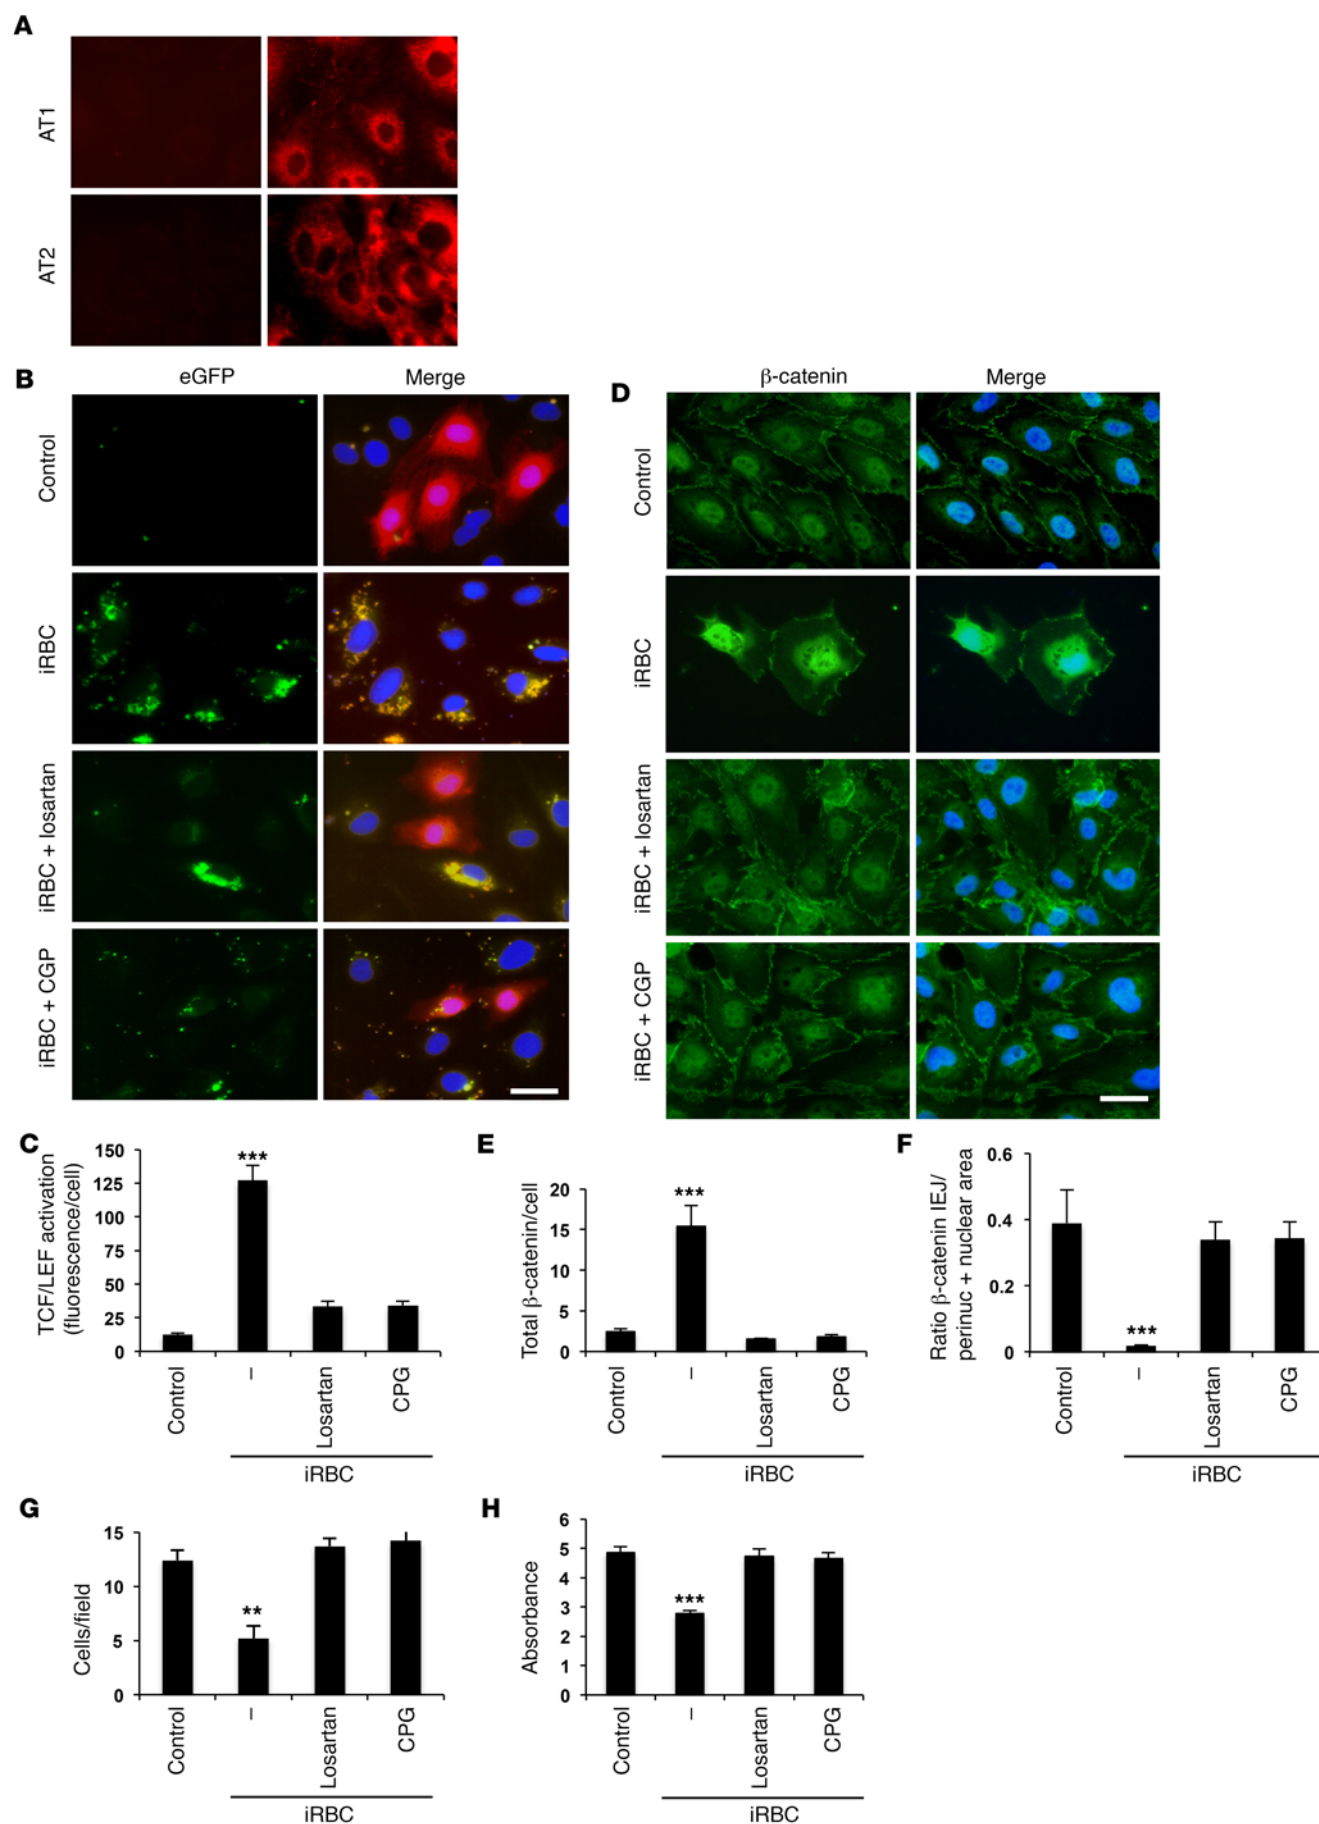 A
AT1
AT2
B
eGFP
Merge
Control
iRBC
iRBC + losartan
iRBC + CGP
D
β-catenin
Merge
Control
iRBC
iRBC + losartan
iRBC + CGP
C
TCF/LEF activation
(fluorescence/cell)
150
125
100
75
50
25
0
***
Control
–
Losartan
CPG
iRBC
E
Total β-catenin/cell
20
15
10
5
0
***
Control
–
Losartan
CPG
iRBC
F
Ratio β-catenin IEJ/
perinuc + nuclear area
0.6
0.4
0.2
0
***
Control
–
Losartan
CPG
iRBC
G
Cells/field
15
10
5
0
**
Control
–
Losartan
CPG
iRBC
H
Absorbance
6
5
4
3
2
1
0
***
Control
–
Losartan
CPG
iRBC